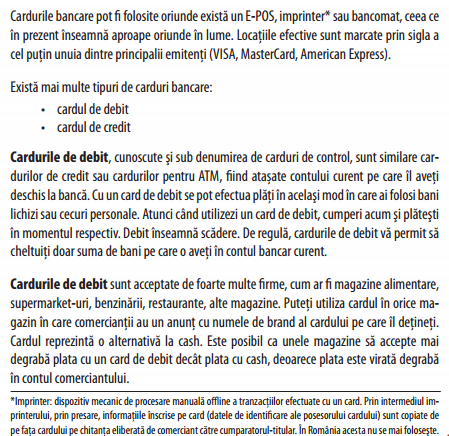 Cardurile bancare pot fi folosite oriunde există un E-POS, imprinter* sau bancomat, ceea ce
în prezent înseamnă aproape oriunde în lume. Locațiile efective sunt marcate prin sigla a
cel puțin unuia dintre principalii emitenți (VISA, MasterCard, American Express).
Există mai multe tipuri de carduri bancare:
• cardul de debit
• cardul de credit
Cardurile de debit, cunoscute și sub denumirea de carduri de control, sunt similare car-
durilor de credit sau cardurilor pentru ATM, fiind atașate contului curent pe care îl aveți
deschis la bancă. Cu un card de debit se pot efectua plăți în același mod în care ai folosi bani
lichizi sau cecuri personale. Atunci când utilizezi un card de debit, cumperi acum și plătești
în momentul respectiv. Debit înseamnă scădere. De regulă, cardurile de debit vă permit să
cheltuiți doar suma de bani pe care o aveți în contul bancar curent.
Cardurile de debit sunt acceptate de foarte multe firme, cum ar fi magazine alimentare,
supermarket-uri, benzinării, restaurante, alte magazine. Puteți utiliza cardul în orice ma-
gazin în care comercianții au un anunț cu numele de brand al cardului pe care îl dețineți.
Cardul reprezintă o alternativă la cash. Este posibil ca unele magazine să accepte mai
degrabă plata cu un card de debit decât plata cu cash, deoarece plata este virată degrabă
în contul comerciantului.
*Imprinter: dispozitiv mecanic de procesare manuală offline a tranzacțiilor efectuate cu un card. Prin intermediul im-
printerului, prin presare, informațiile înscrise pe card (datele de identificare ale posesorului cardului) sunt copiate de
pe fața cardului pe chitanța eliberată de comerciant către cumparatorul-titular. În România acesta nu se mai folosește.